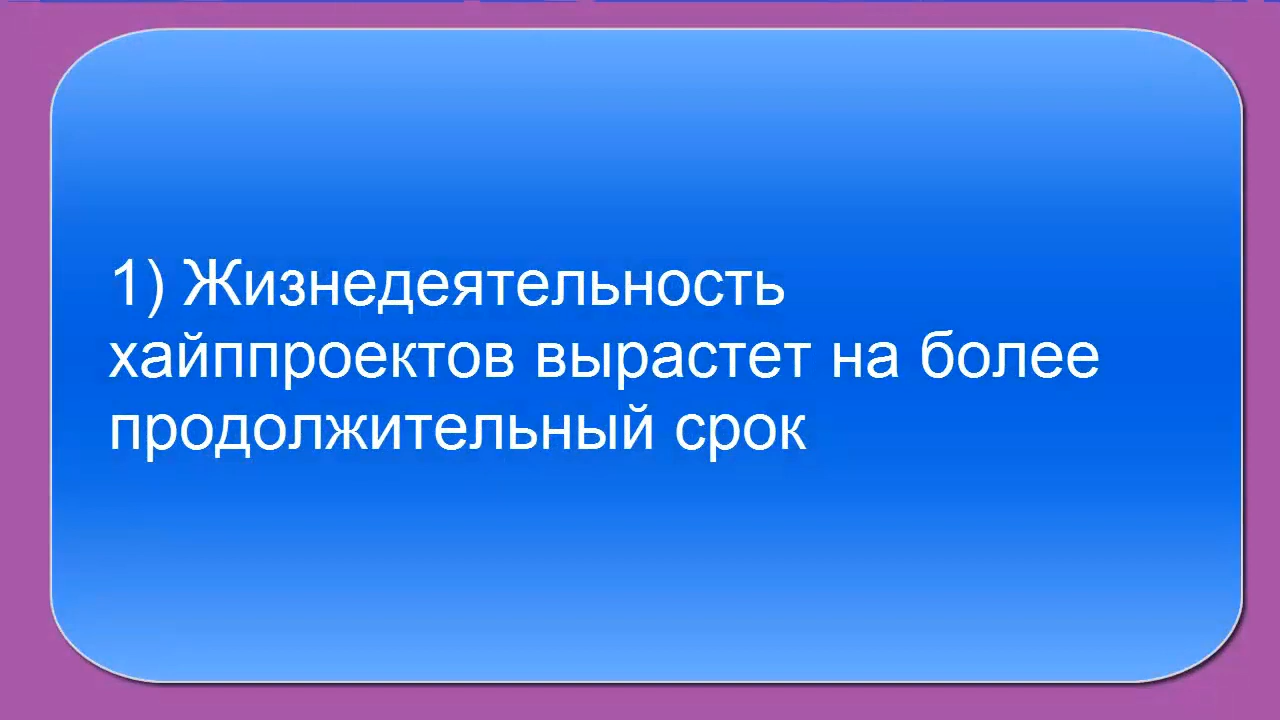 1) Жизнедеятельность
хайппроектов вырастет на более
продолжительный срок